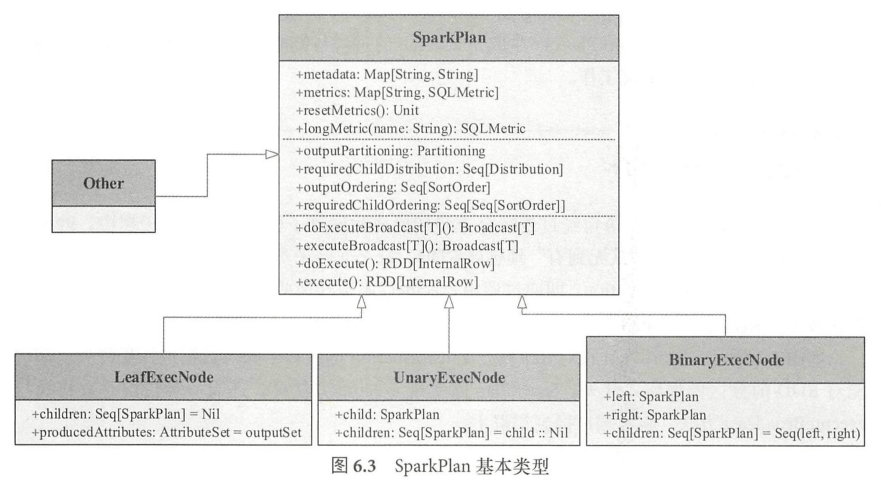 SparkPlan
+metadata: Map[String, String]
+metrics: Map[String, SQLMetric]
+resetMetrics(): Unit
+longMetric(name: String): SQLMetric
+outputPartitioning: Partitioning
+requiredChildDistribution: Seq[Distribution]
+outputOrdering: Seq[SortOrder]
+requiredChildOrdering: Seq[Seq[SortOrder]]
+doExecuteBroadcast[T](): Broadcast[T]
+executeBroadcast[T](): Broadcast[T]
+doExecute(): RDD[InternalRow]
+execute(): RDD[InternalRow]
Other
LeafExecNode
+children: Seq[SparkPlan] = Nil
+producedAttributes: AttributeSet = outputSet
UnaryExecNode
+child: SparkPlan
+children: Seq[SparkPlan] = child :: Nil
BinaryExecNode
+left: SparkPlan
+right: SparkPlan
+children: Seq[SparkPlan] = Seq(left, right)
图 6.3 SparkPlan 基本类型